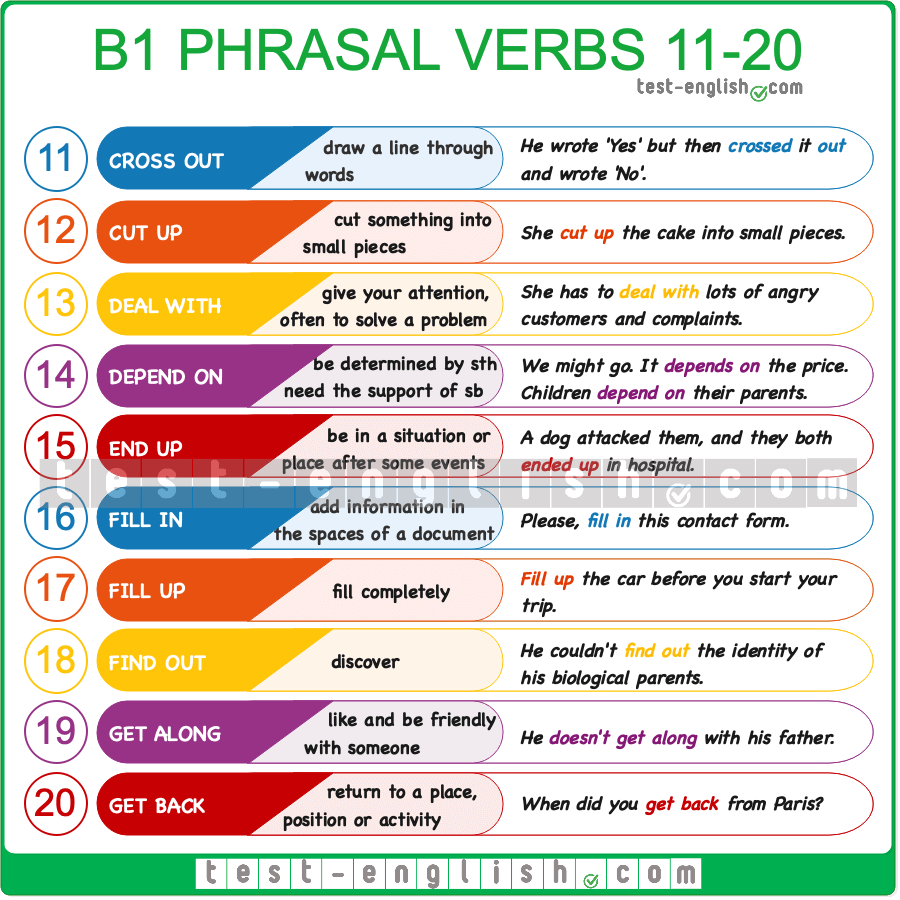 B1 PHRASAL VERBS 11-20
test-english.com
11
CROSS OUT
draw a line through
words
He wrote 'Yes' but then crossed it out
and wrote 'No'.
12
CUT UP
cut something into
small pieces
She cut up the cake into small pieces.
13
DEAL WITH
give your attention,
often to solve a problem
She has to deal with lots of angry
customers and complaints.
14
DEPEND ON
be determined by sth
need the support of sb
We might go. It depends on the price.
Children depend on their parents.
15
END UP
be in a situation or
place after some events
A dog attacked them, and they both
ended up in hospital.
test-english.com
16
FILL IN
add information in
the spaces of a document
Please, fill in this contact form.
17
FILL UP
fill completely
Fill up the car before you start your
trip.
18
FIND OUT
discover
He couldn't find out the identity of
his biological parents.
19
GET ALONG
like and be friendly
with someone
He doesn't get along with his father.
20
GET BACK
return to a place,
position or activity
When did you get back from Paris?
test-english.com